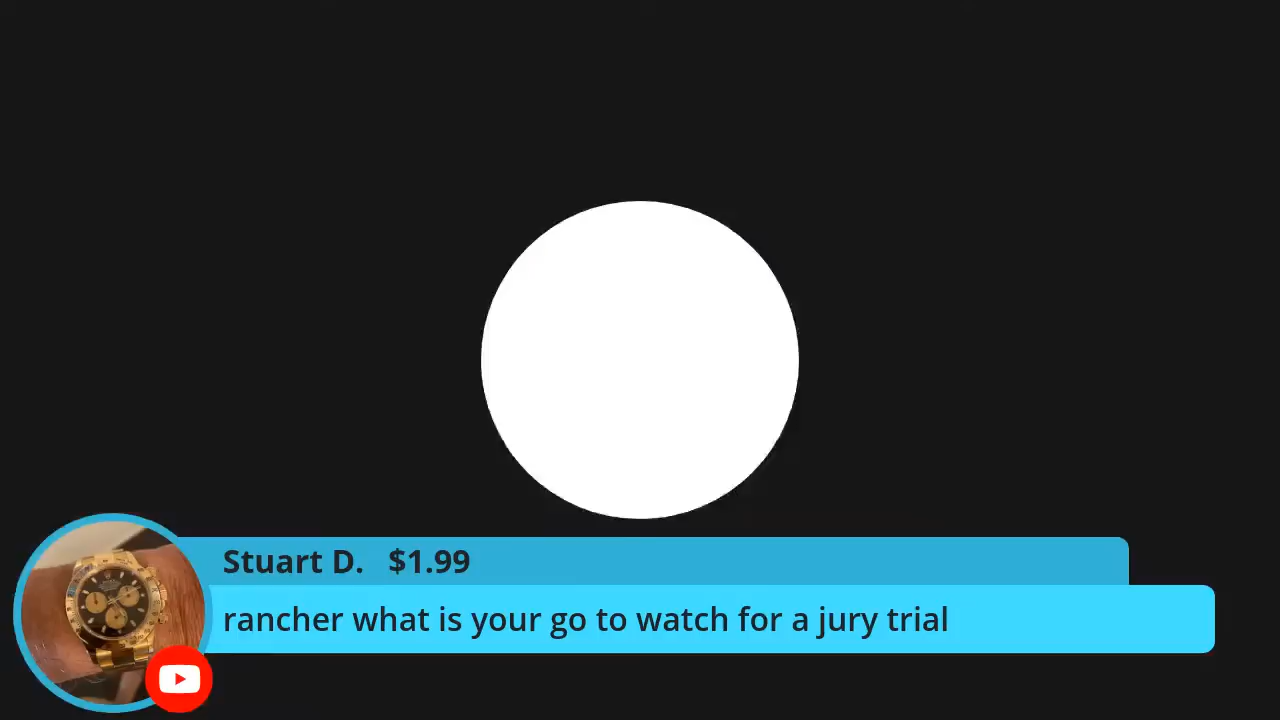 Stuart D. $1.99
rancher what is your go to watch for a jury trial